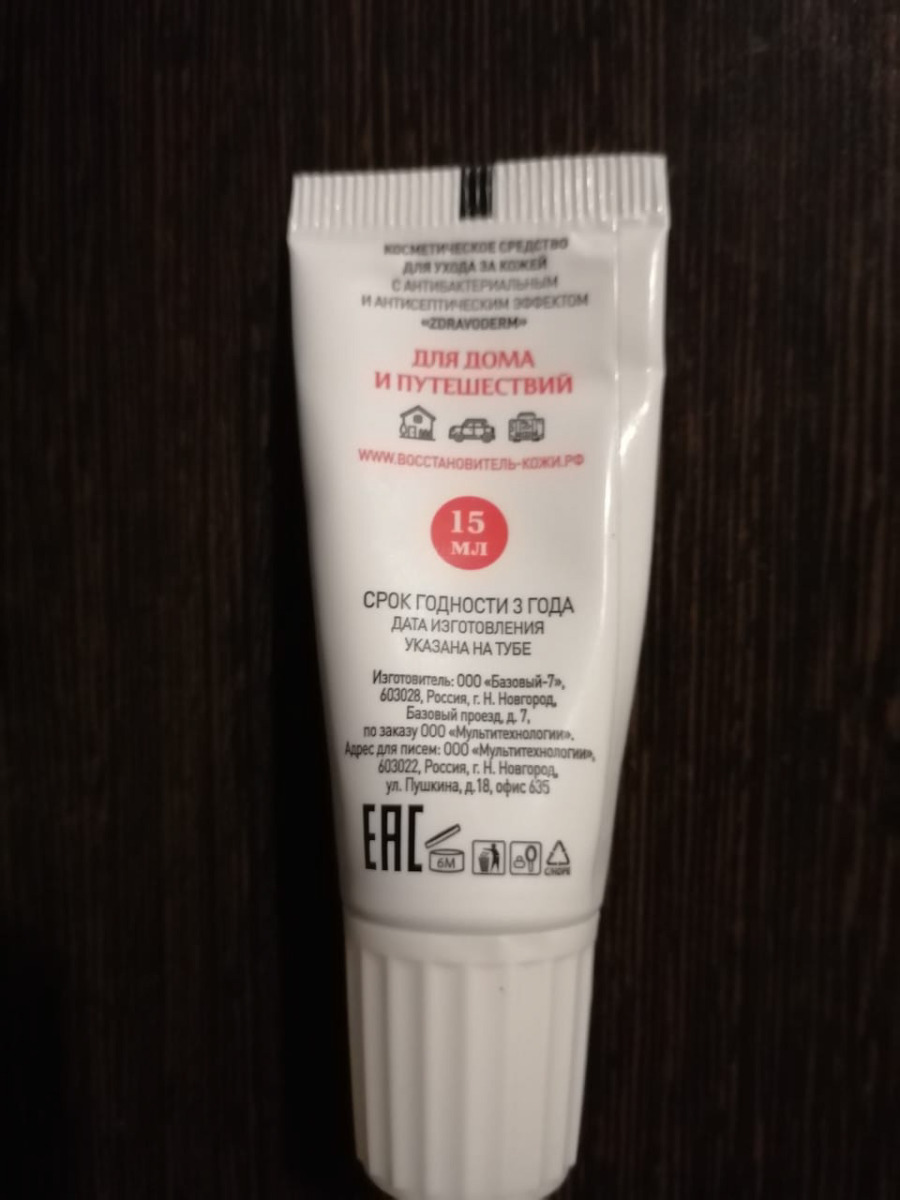 КОСМЕТИЧЕСКОЕ СРЕДСТВО
ДЛЯ УХОДА ЗА КОЖЕЙ
С АНТИБАКТЕРИАЛЬНЫМ
И АНТИСЕПТИЧЕСКИМ ЭФФЕКТОМ
«ZDRAVODERM»
ДЛЯ ДОМА
И ПУТЕШЕСТВИЙ
WWW.ВОССТАНОВИТЕЛЬ-КОЖИ.РФ
15
МЛ
СРОК ГОДНОСТИ 3 ГОДА
ДАТА ИЗГОТОВЛЕНИЯ
УКАЗАНА НА ТУБЕ
Изготовитель: ООО «Базовый-7»,
603028, Россия, г. Н. Новгород,
Базовый проезд, д. 7,
по заказу ООО «Мультитехнологии».
Адрес для писем: ООО «Мультитехнологии»,
603022, Россия, г. Н. Новгород,
ул. Пушкина, д.18, офис 635
EAC
6M